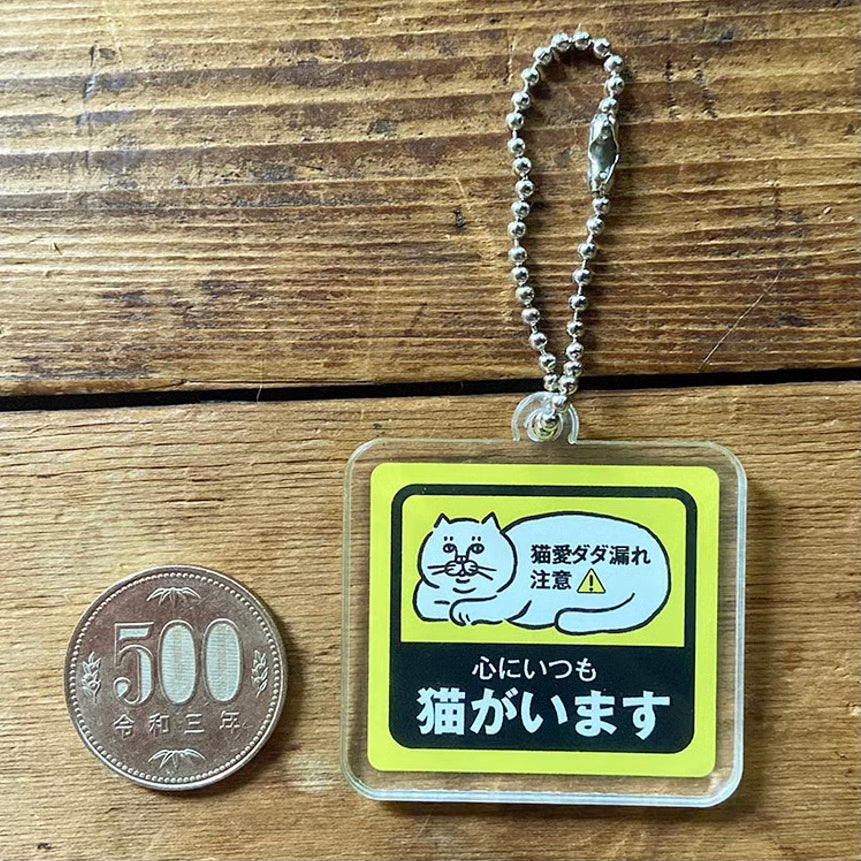 猫愛ダダ漏れ
注意
心にいつも
猫がいます
500
令和三年